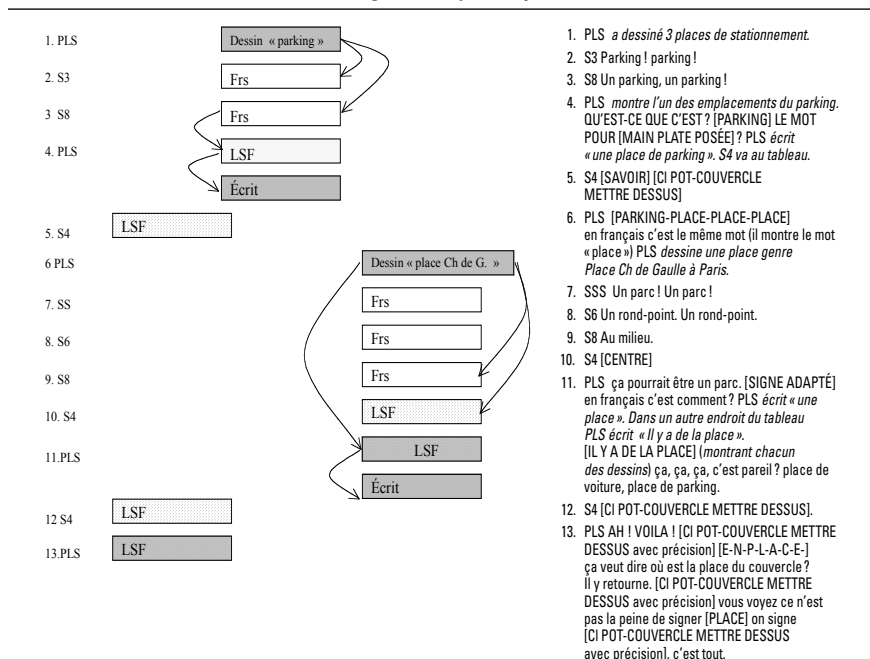 1. PLS
Dessin « parking »
2. S3
Frs
3 S8
Frs
4. PLS
LSF
Écrit
5. S4
LSF
6 PLS
Dessin « place Ch de G. »
7. SS
Frs
8. S6
Frs
9. S8
Frs
10. S4
LSF
11.PLS
LSF
Écrit
12 S4
LSF
13.PLS
LSF
1. PLS a dessiné 3 places de stationnement.
2. S3 Parking ! parking !
3. S8 Un parking, un parking !
4. PLS montre l'un des emplacements du parking.
QU'EST-CE QUE C'EST ? [PARKING] LE MOT
POUR [MAIN PLATE POSÉE] ? PLS écrit
« une place de parking ». S4 va au tableau.
5. S4 [SAVOIR] [Cl POT-COUVERCLE
METTRE DESSUS]
6. PLS [PARKING-PLACE-PLACE-PLACE]
en français c'est le même mot (il montre le mot
« place ») PLS dessine une place genre
Place Ch de Gaulle à Paris.
7. SSS Un parc ! Un parc !
8. S6 Un rond-point. Un rond-point.
9. S8 Au milieu.
10. S4 [CENTRE]
11. PLS ça pourrait être un parc. [SIGNE ADAPTÉ]
en français c'est comment ? PLS écrit « une
place ». Dans un autre endroit du tableau
PLS écrit « Il y a de la place ».
[IL Y A DE LA PLACE] (montrant chacun
des dessins) ça, ça, ça, c'est pareil ? place de
voiture, place de parking.
12. S4 [Cl POT-COUVERCLE METTRE DESSUS].
13. PLS AH ! VOILA ! [Cl POT-COUVERCLE METTRE
DESSUS avec précision] [E-N-P-L-A-C-E-]
ça veut dire où est la place du couvercle ?
Il y retourne. [Cl POT-COUVERCLE METTRE
DESSUS avec précision] vous voyez ce n'est
pas la peine de signer [PLACE] on signe
[Cl POT-COUVERCLE METTRE DESSUS
avec précision], c'est tout.